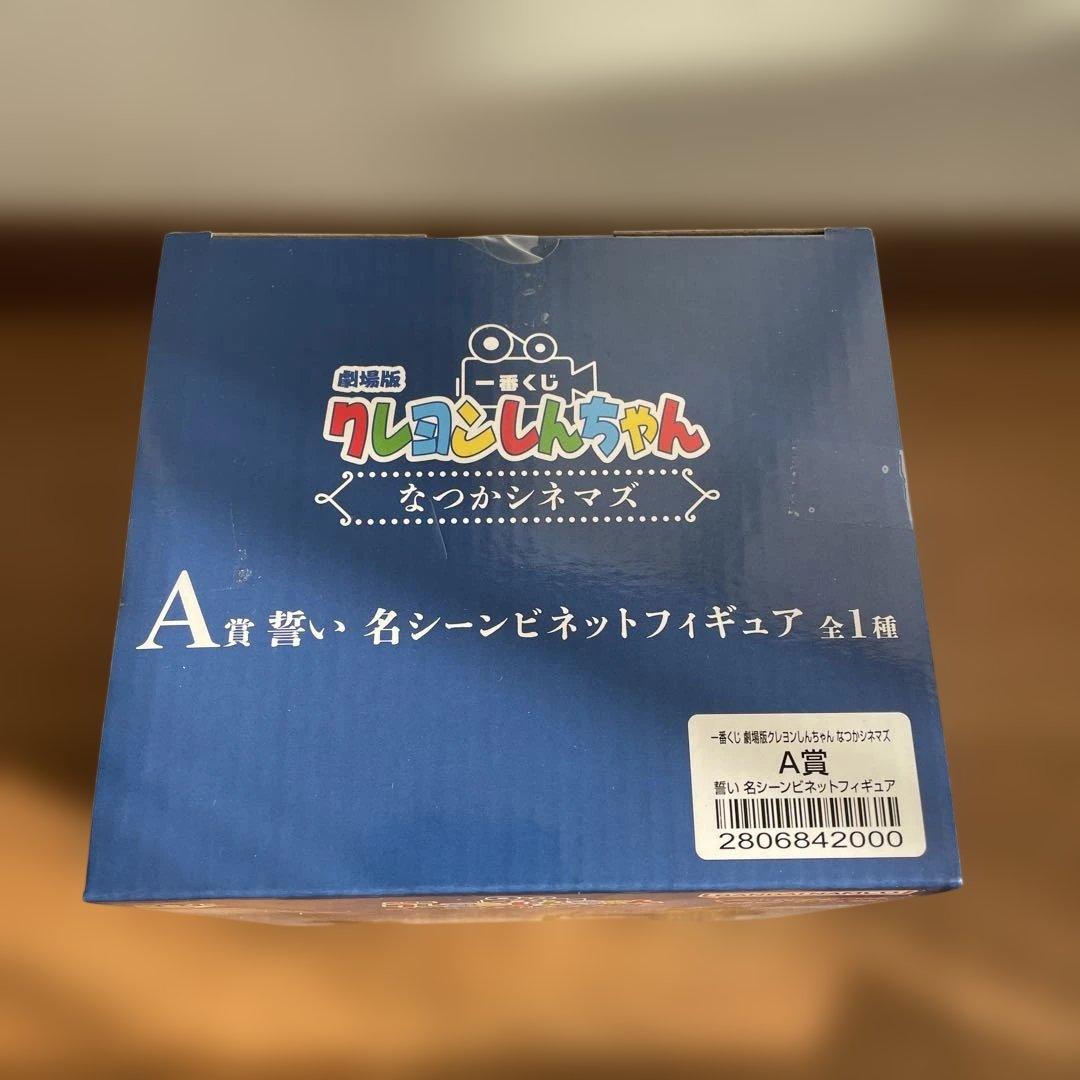 一番くじ
劇場版
クレヨンしんちゃん
なつかシネマズ
A賞 誓い 名シーンビネットフィギュア 全1種
一番くじ 劇場版クレヨンしんちゃん なつかシネマズ
A賞
誓い 名シーンビネットフィギュア
2806842000